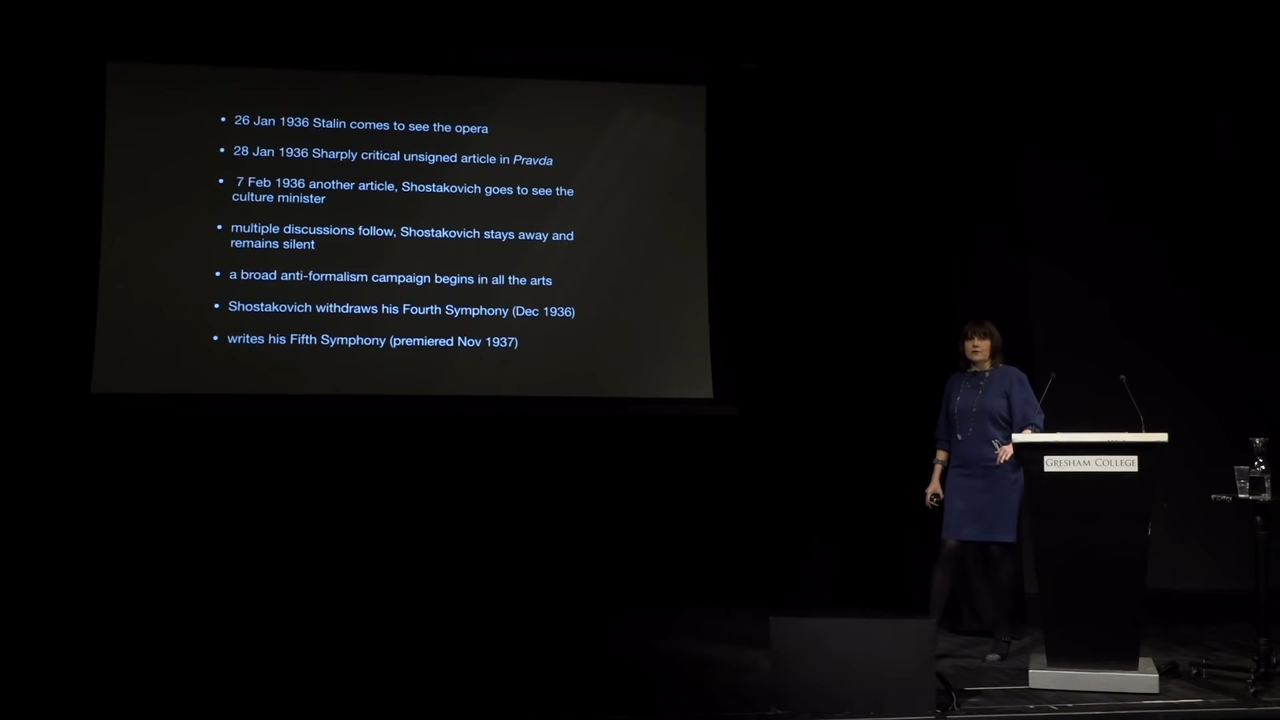 • 26 Jan 1936 Stalin comes to see the opera
• 28 Jan 1936 Sharply critical unsigned article in Pravda
• 7 Feb 1936 another article, Shostakovich goes to see the
culture minister
• multiple discussions follow, Shostakovich stays away and
remains silent
• a broad anti-formalism campaign begins in all the arts
• Shostakovich withdraws his Fourth Symphony (Dec 1936)
• writes his Fifth Symphony (premiered Nov 1937)
GRESHAM COLLEGE